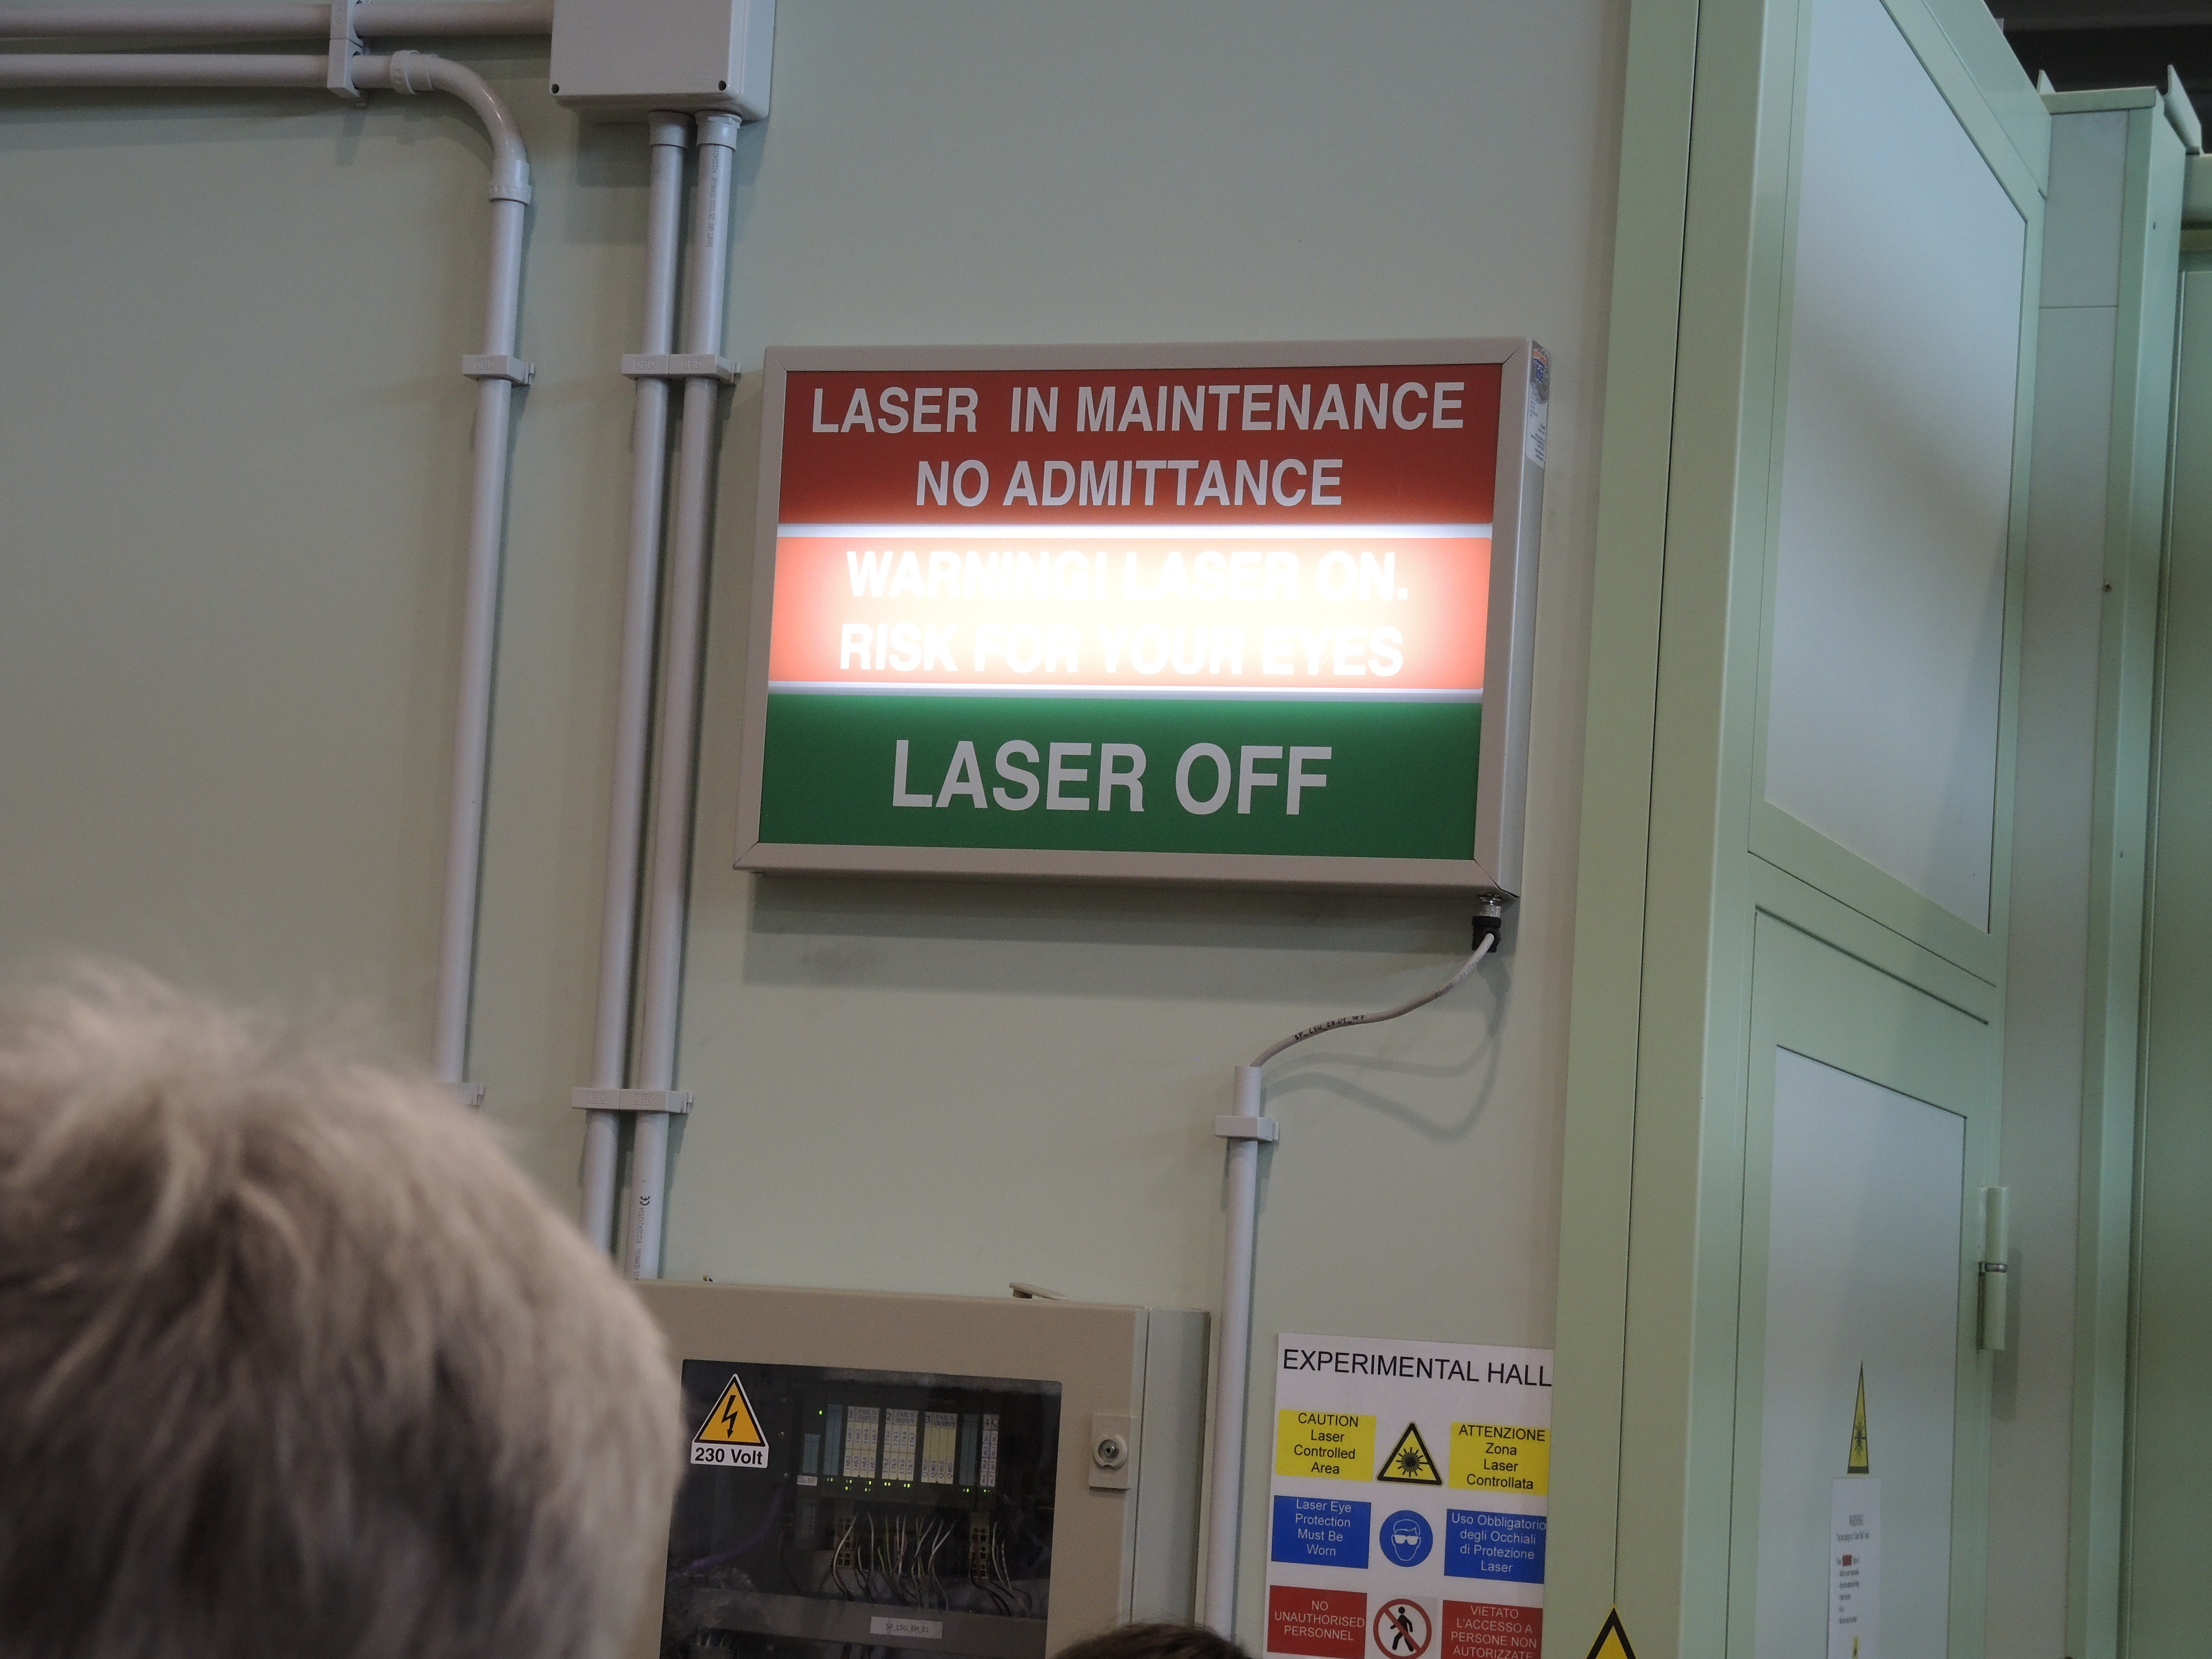 LASER IN MAINTENANCE
NO ADMITTANCE
WARNING! LASER ON.
RISK FOR YOUR EYES
LASER OFF
230 Volt
EXPERIMENTAL HALL
CAUTION
Laser
Controlled
Area
ATTENZIONE
Zona
Laser
Controllata
Laser Eye
Protection
Must Be
Worn
Uso Obbligatorio
degli Occhiali
di Protezione
Laser
NO
UNAUTHORISED
PERSONNEL
VIETATO
L'ACCESSO A
PERSONE NON
AUTORIZZATE